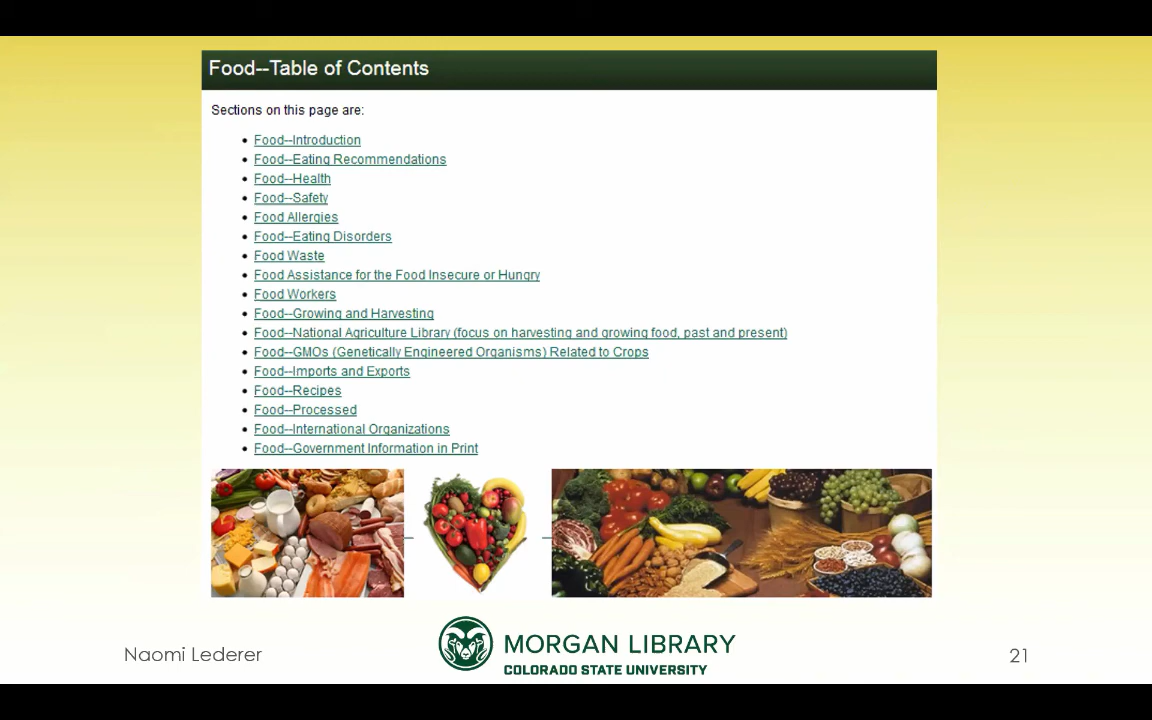 Food--Table of Contents
Sections on this page are:
Food--Introduction
Food--Eating Recommendations
Food--Health
Food--Safety
Food Allergies
Food--Eating Disorders
Food Waste
Food Assistance for the Food Insecure or Hungry
Food Workers
Food--Growing and Harvesting
Food--National Agriculture Library (focus on harvesting and growing food, past and present)
Food--GMOs (Genetically Engineered Organisms) Related to Crops
Food--Imports and Exports
Food--Recipes
Food--Processed
Food--International Organizations
Food--Government Information in Print
Naomi Lederer
MORGAN LIBRARY
COLORADO STATE UNIVERSITY
21